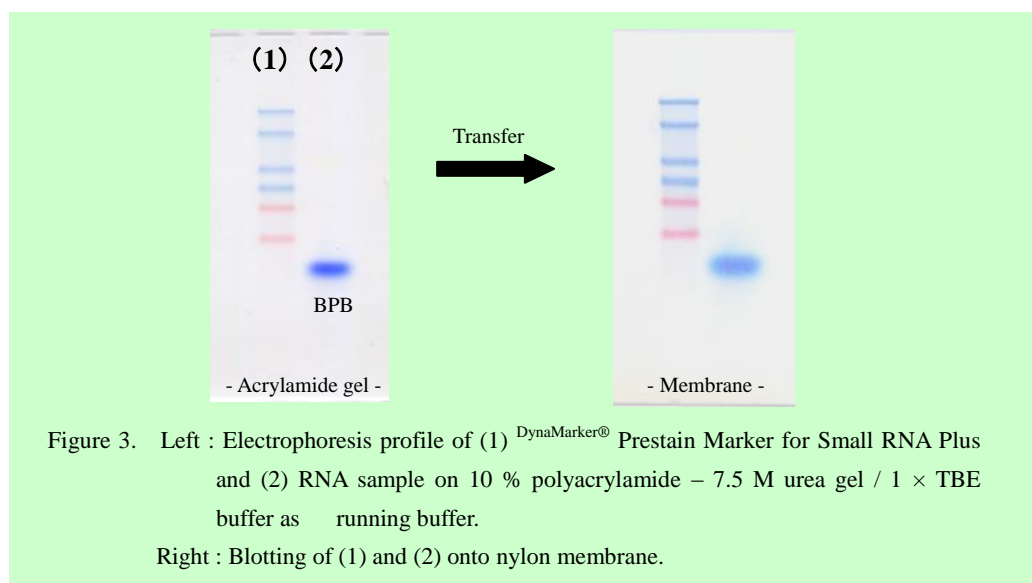 (1) (2)
Transfer
BPB
- Acrylamide gel -
- Membrane -
Figure 3. Left : Electrophoresis profile of (1) DynaMarker® Prestain Marker for Small RNA Plus
and (2) RNA sample on 10 % polyacrylamide – 7.5 M urea gel / 1 × TBE
buffer as running buffer.
Right : Blotting of (1) and (2) onto nylon membrane.